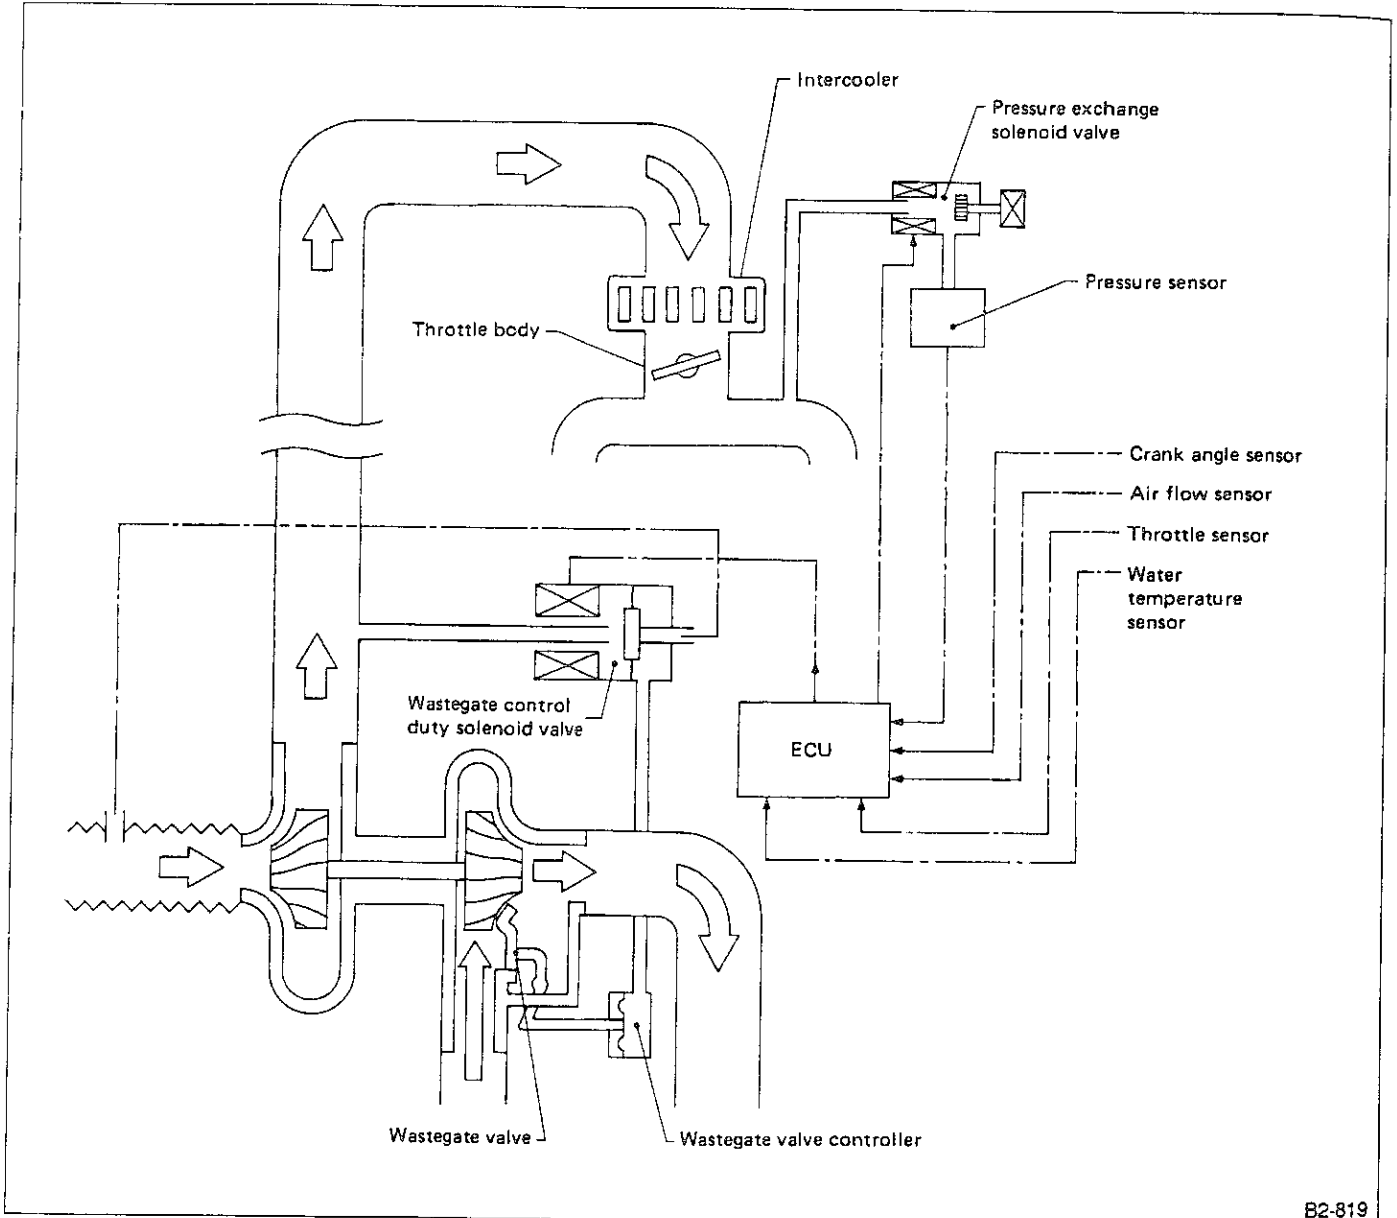 Intercooler
Pressure exchange
solenoid valve
Pressure sensor
Throttle body
Crank angle sensor
Air flow sensor
Throttle sensor
Water
temperature
sensor
Wastegate control
duty solenoid valve
ECU
Wastegate valve
Wastegate valve controller
B2-819